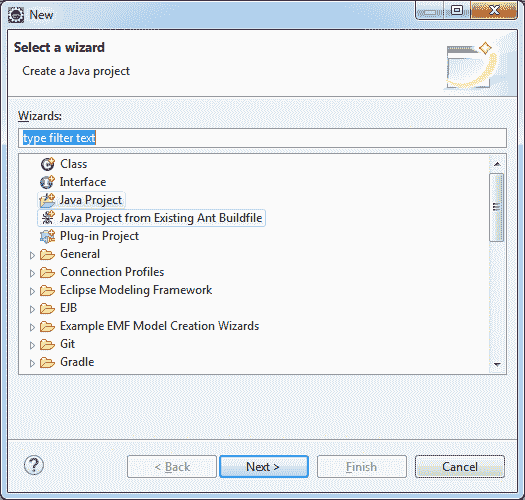 New
Select a wizard
Create a Java project
Wizards:
type filter text
Class
Interface
Java Project
Java Project from Existing Ant Buildfile
Plug-in Project
General
Connection Profiles
Eclipse Modeling Framework
EJB
Example EMF Model Creation Wizards
Git
Gradle
? < Back Next > Finish Cancel